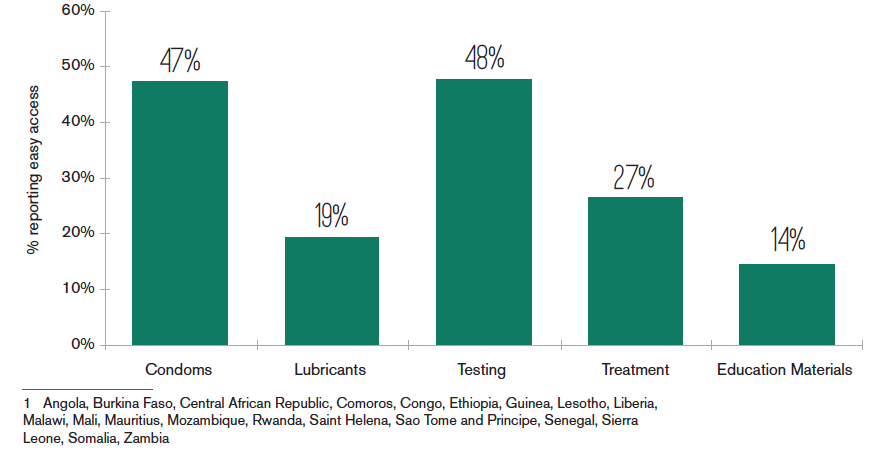 60%
50%
40%
30%
20%
10%
0%
% reporting easy access
47%
19%
48%
27%
14%
Condoms
Lubricants
Testing
Treatment
Education Materials
1 Angola, Burkina Faso, Central African Republic, Comoros, Congo, Ethiopia, Guinea, Lesotho, Liberia,
Malawi, Mali, Mauritius, Mozambique, Rwanda, Saint Helena, Sao Tome and Principe, Senegal, Sierra
Leone, Somalia, Zambia